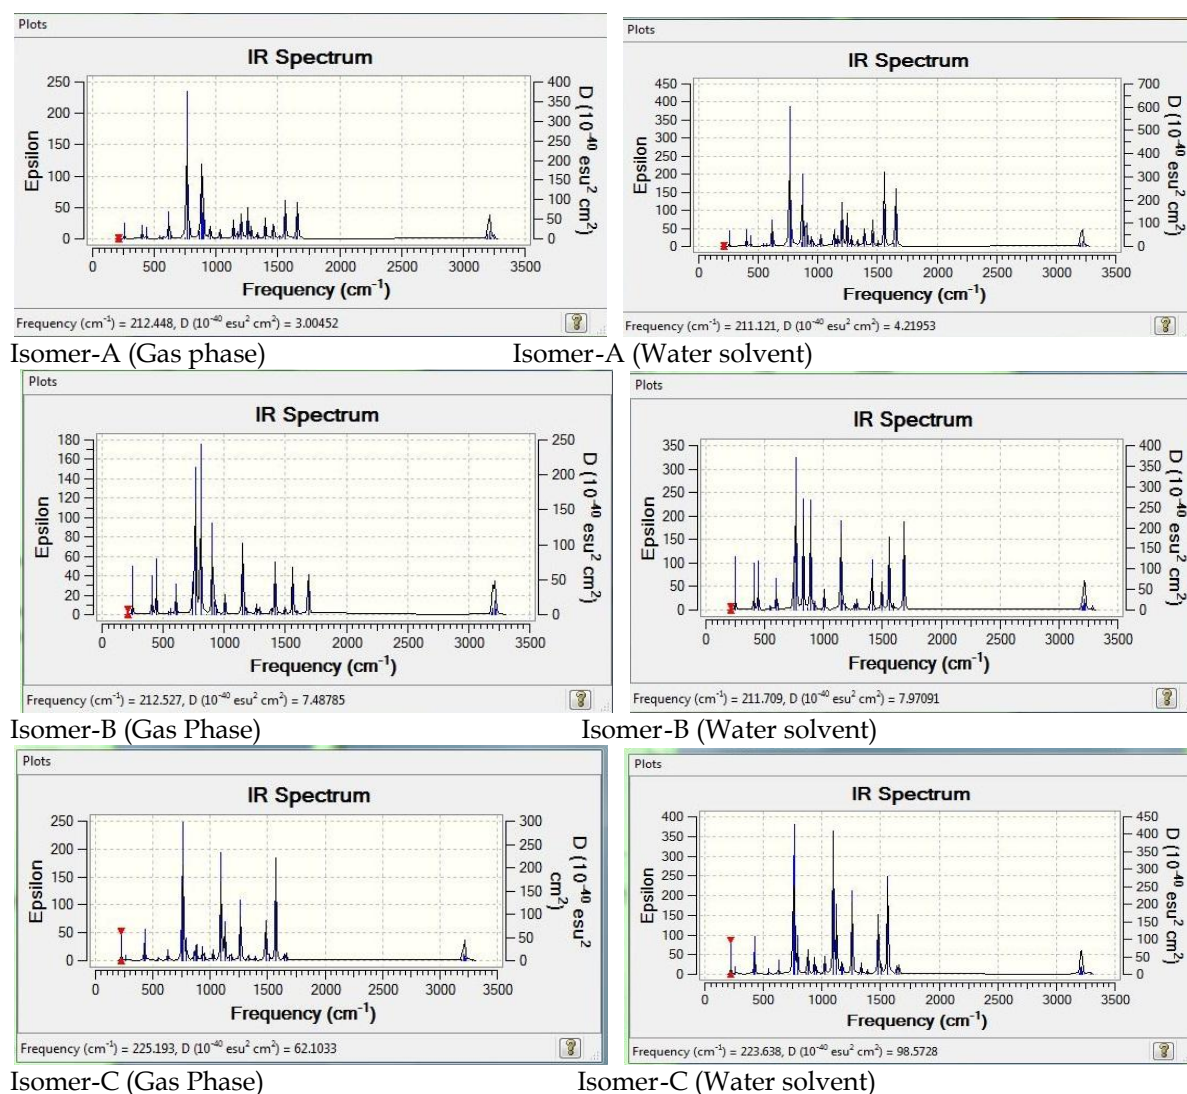 Plots
IR Spectrum
250
200
150
100
50
0
Epsilon
400
350
300
250
200
150
100
50
0
D (10⁻⁴⁰ esu² cm²)
0 500 1000 1500 2000 2500 3000 3500
Frequency (cm⁻¹)
Frequency (cm⁻¹) = 212.448, D (10⁻⁴⁰ esu² cm²) = 3.00452
Isomer-A (Gas phase)
Plots
IR Spectrum
450
400
350
300
250
200
150
100
50
0
Epsilon
700
600
500
400
300
200
100
0
D (10⁻⁴⁰ esu² cm²)
0 500 1000 1500 2000 2500 3000 3500
Frequency (cm⁻¹)
Frequency (cm⁻¹) = 211.121, D (10⁻⁴⁰ esu² cm²) = 4.21953
Isomer-A (Water solvent)
Plots
IR Spectrum
180
160
140
120
100
80
60
40
20
0
Epsilon
250
200
150
100
50
0
D (10⁻⁴⁰ esu² cm²)
0 500 1000 1500 2000 2500 3000 3500
Frequency (cm⁻¹)
Frequency (cm⁻¹) = 212.527, D (10⁻⁴⁰ esu² cm²) = 7.48785
Isomer-B (Gas Phase)
Plots
IR Spectrum
350
300
250
200
150
100
50
0
Epsilon
400
350
300
250
200
150
100
50
0
D (10⁻⁴⁰ esu² cm²)
0 500 1000 1500 2000 2500 3000 3500
Frequency (cm⁻¹)
Frequency (cm⁻¹) = 211.709, D (10⁻⁴⁰ esu² cm²) = 7.97091
Isomer-B (Water solvent)
Plots
IR Spectrum
250
200
150
100
50
0
Epsilon
300
250
200
150
100
50
0
D (10⁻⁴⁰ esu²
cm²)
0 500 1000 1500 2000 2500 3000 3500
Frequency (cm⁻¹)
Frequency (cm⁻¹) = 225.193, D (10⁻⁴⁰ esu² cm²) = 62.1033
Isomer-C (Gas Phase)
Plots
IR Spectrum
400
350
300
250
200
150
100
50
0
Epsilon
450
400
350
300
250
200
150
100
50
0
D (10⁻⁴⁰ esu² cm²)
0 500 1000 1500 2000 2500 3000 3500
Frequency (cm⁻¹)
Frequency (cm⁻¹) = 223.638, D (10⁻⁴⁰ esu² cm²) = 98.5728
Isomer-C (Water solvent)